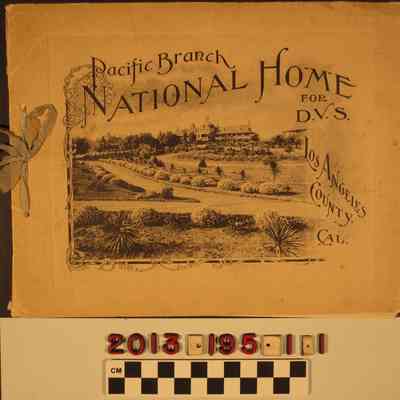 Pacific Branch
NATIONAL HOME
FOR
D.V.S.
LOS ANGELES
COUNTY.
CAL.
2013 195 1 1
CM